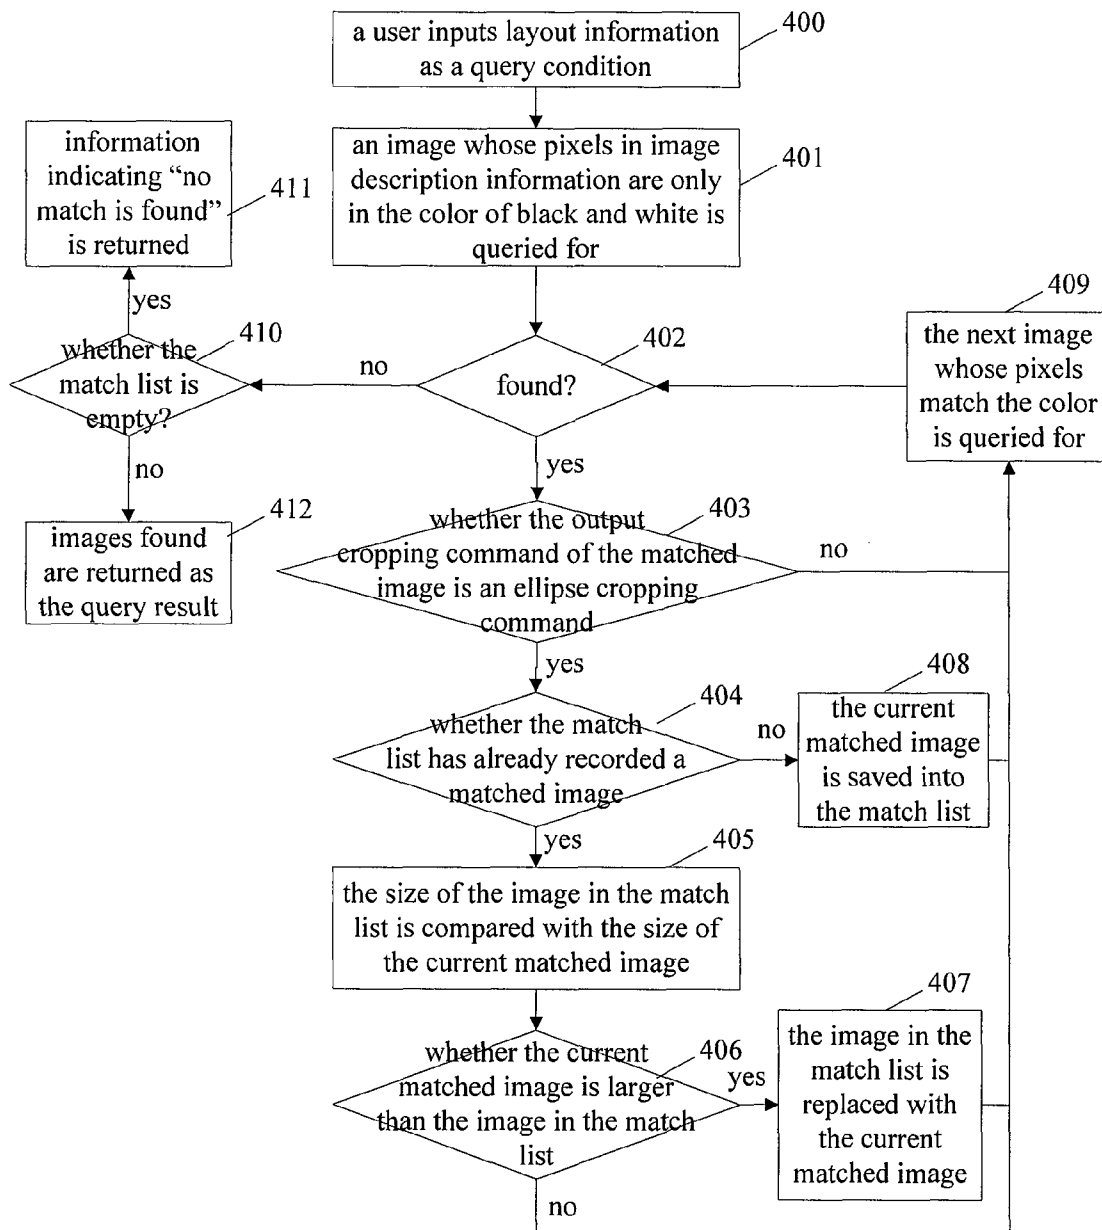 a user inputs layout information
as a query condition
400
an image whose pixels in image
description information are only
in the color of black and white is
queried for
401
information
indicating “no
match is found”
is returned
411
yes
whether the
match list is
empty?
410
no
found?
402
the next image
whose pixels
match the color
is queried for
409
no
images found
are returned as
the query result
412
yes
whether the output
cropping command of the matched
image is an ellipse cropping
command
403
no
yes
whether the match
list has already recorded a
matched image
404
no
the current
matched image
is saved into
the match list
408
yes
the size of the image in the match
list is compared with the size of
the current matched image
405
whether the current
matched image is larger
than the image in the match
list
406
yes
the image in the
match list is
replaced with
the current
matched image
407
no